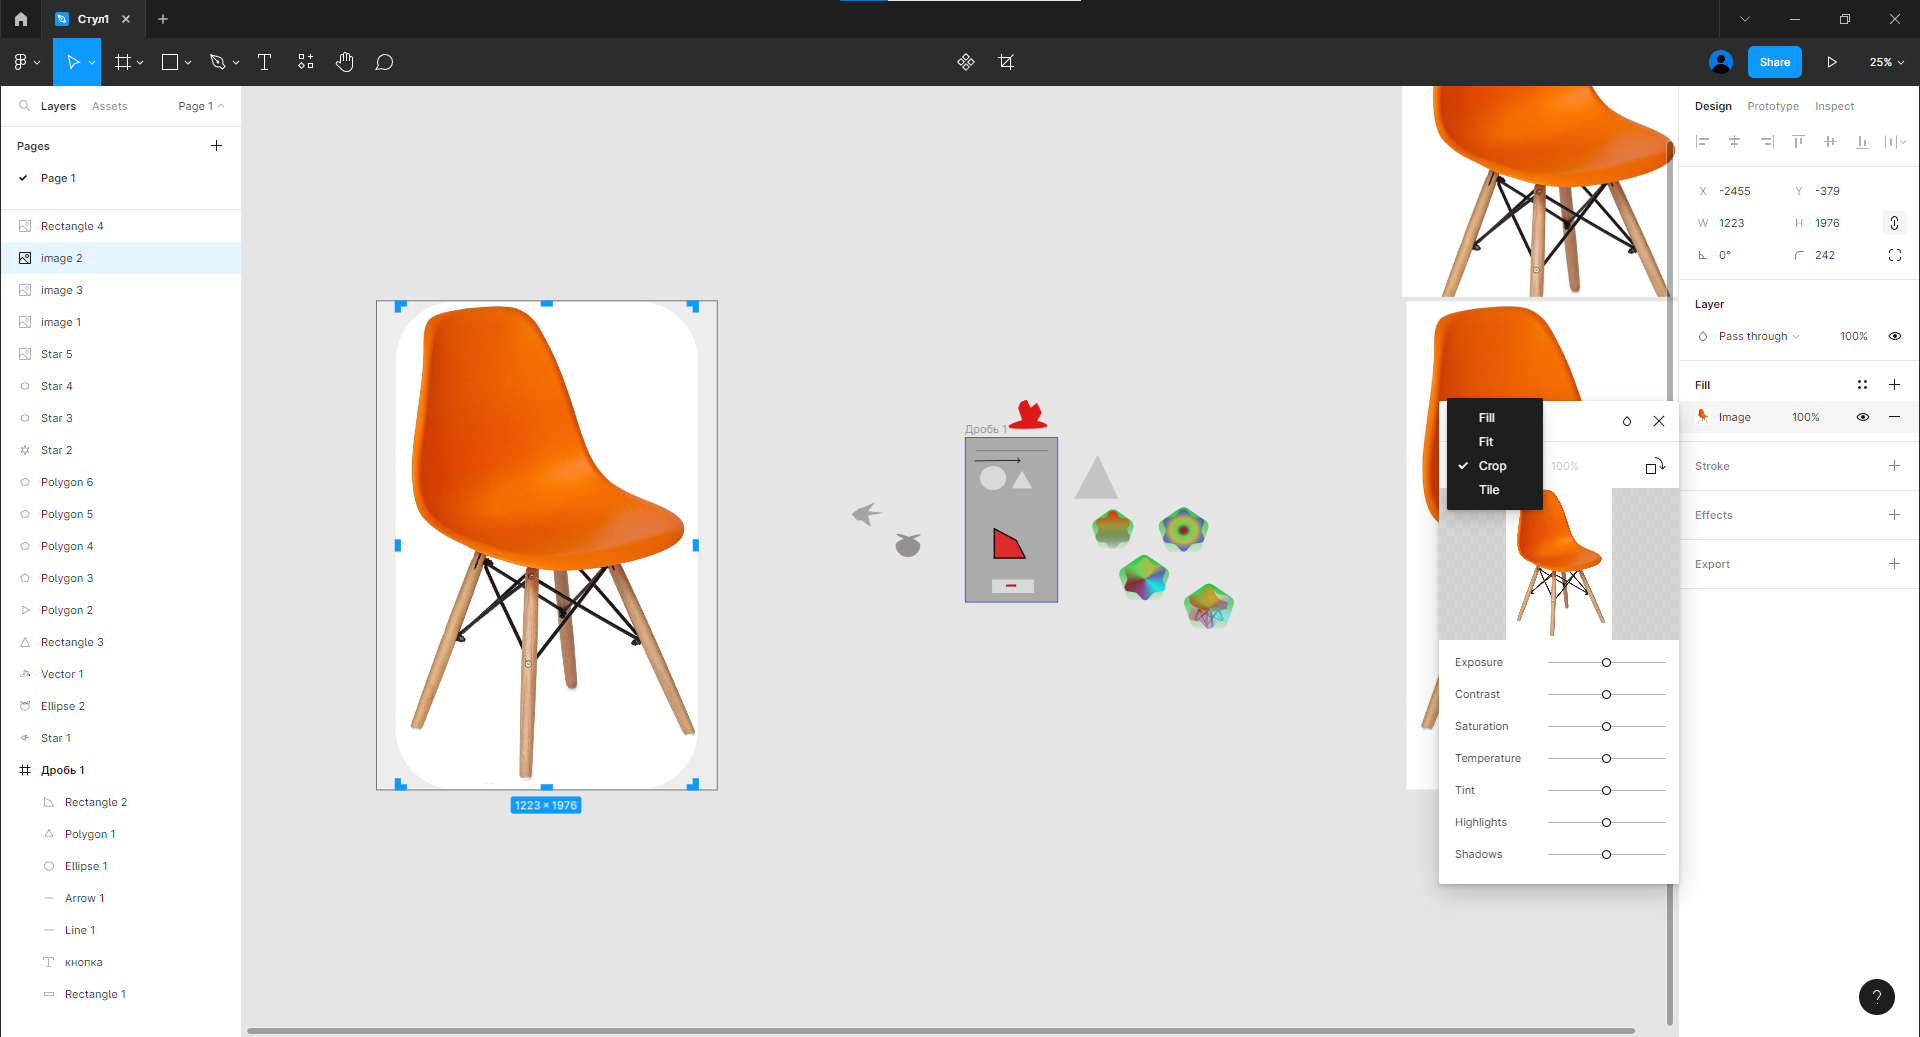 Стул1
Share
25%
Layers
Assets
Page 1
Pages
Page 1
Rectangle 4
image 2
image 3
image 1
Star 5
Star 4
Star 3
Star 2
Polygon 6
Polygon 5
Polygon 4
Polygon 3
Polygon 2
Rectangle 3
Vector 1
Ellipse 2
Star 1
Дробь 1
Rectangle 2
Polygon 1
Ellipse 1
Arrow 1
Line 1
кнопка
Rectangle 1
1223 × 1976
Дробь 1
Fill
Fit
Crop
Tile
100%
Exposure
Contrast
Saturation
Temperature
Tint
Highlights
Shadows
Design
Prototype
Inspect
X -2455
Y -379
W 1223
H 1976
0°
242
Layer
Pass through
100%
Fill
Image
100%
Stroke
Effects
Export
?